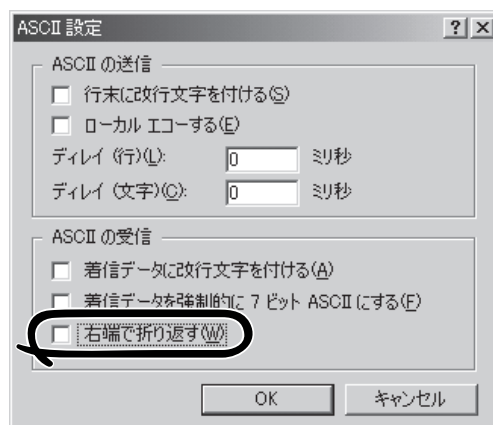 ASCII 設定
ASCII の送信
行末に改行文字を付ける(S)
ローカル エコーする(E)
ディレイ (行)(L): 0 ミリ秒
ディレイ (文字)(C): 0 ミリ秒
ASCII の受信
着信データに改行文字を付ける(A)
着信データを強制的に 7 ビット ASCII にする(F)
右端で折り返す(W)
OK キャンセル